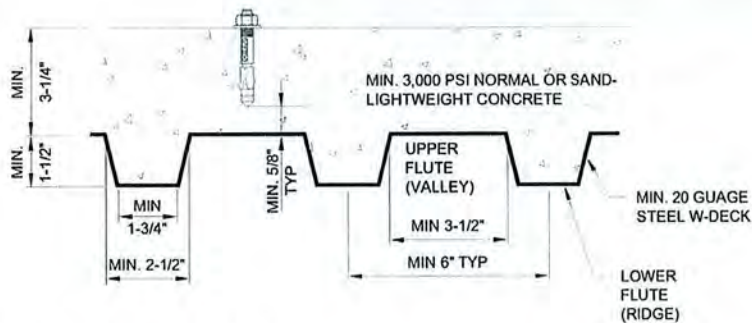 MIN.
3-1/4"
MIN. 3,000 PSI NORMAL OR SAND-
LIGHTWEIGHT CONCRETE
MIN.
1-1/2"
MIN. 5/8"
TYP
UPPER
FLUTE
(VALLEY)
MIN
1-3/4"
MIN 3-1/2"
MIN. 20 GUAGE
STEEL W-DECK
MIN. 2-1/2"
MIN 6" TYP
LOWER
FLUTE
(RIDGE)